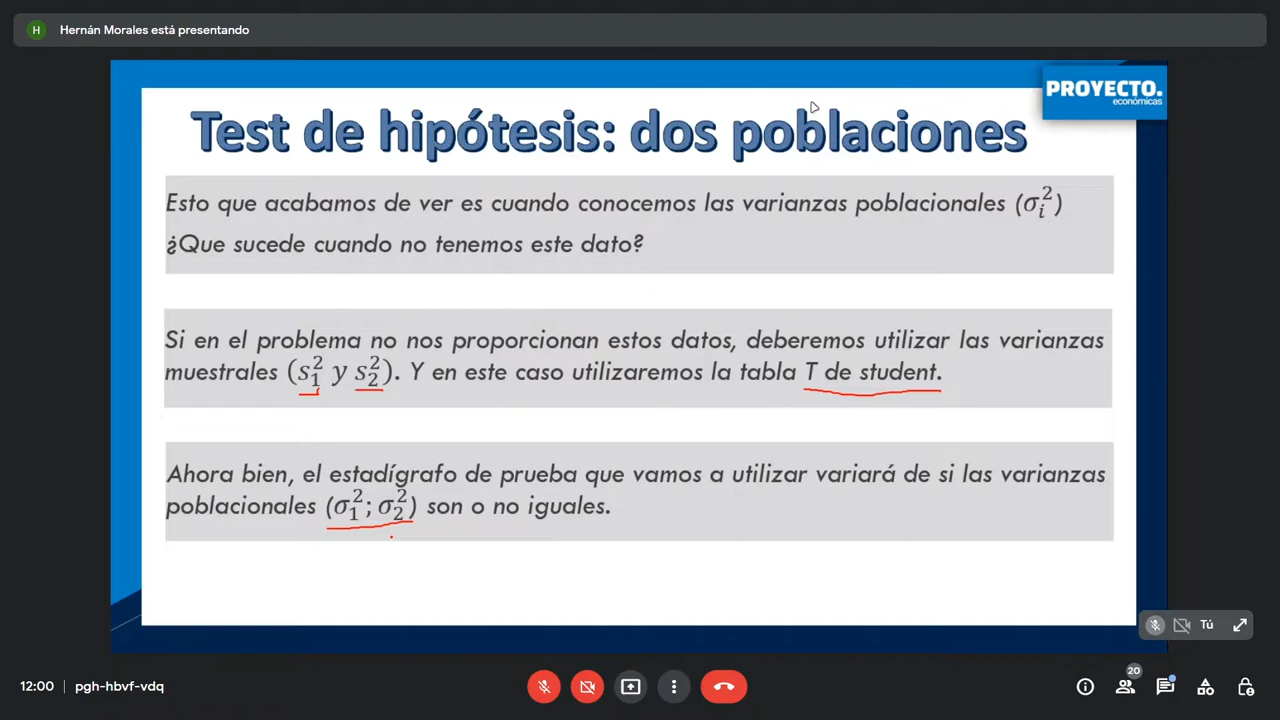 H Hernán Morales está presentando
PROYECTO.
económicas
Test de hipótesis: dos poblaciones
Esto que acabamos de ver es cuando conocemos las varianzas poblacionales (σᵢ²)
¿Que sucede cuando no tenemos este dato?
Si en el problema no nos proporcionan estos datos, deberemos utilizar las varianzas
muestrales (s₁² y s₂²). Y en este caso utilizaremos la tabla T de student.
Ahora bien, el estadígrafo de prueba que vamos a utilizar variará de si las varianzas
poblacionales (σ₁²; σ₂²) son o no iguales.
Tú
12:00 | pgh-hbvf-vdq
20